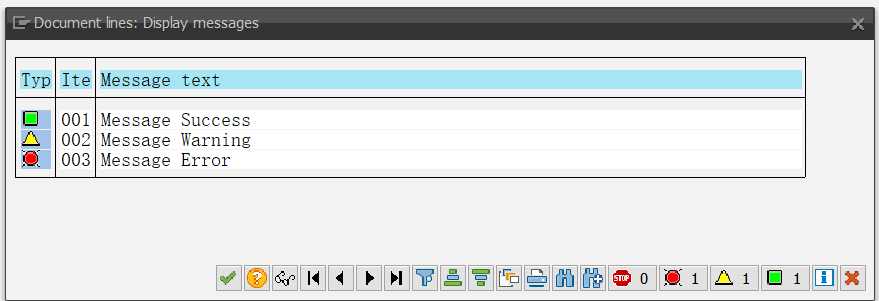 Document lines: Display messages
Typ Ite Message text
001 Message Success
002 Message Warning
003 Message Error
STOP 0 1 1 1